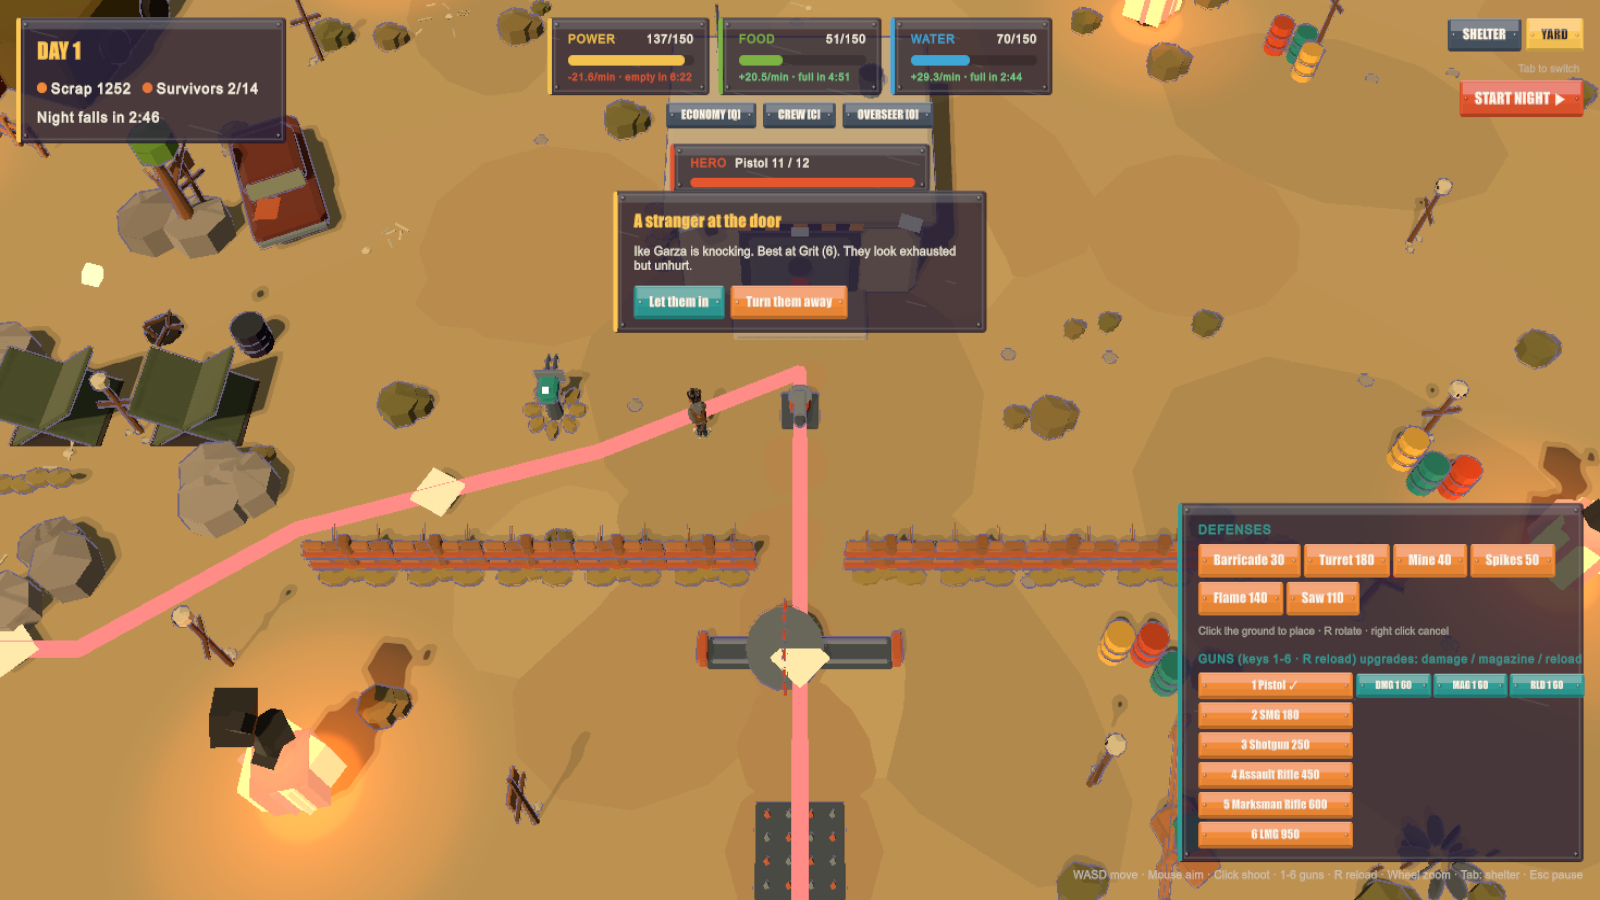 DAY 1
Scrap 1252 Survivors 2/14
Night falls in 2:46
POWER 137/150
-21.6/min · empty in 6:22
FOOD 51/150
+20.5/min · full in 4:51
WATER 70/150
+29.3/min · full in 2:44
ECONOMY [Q] CREW [C] OVERSEER [O]
SHELTER YARD
Tab to switch
START NIGHT ▶
HERO Pistol 11 / 12
A stranger at the door
Ike Garza is knocking. Best at Grit (6). They look exhausted
but unhurt.
Let them in Turn them away
DEFENSES
Barricade 30 Turret 180 Mine 40 Spikes 50
Flame 140 Saw 110
Click the ground to place · R rotate · right click cancel
GUNS (keys 1-6 · R reload) upgrades: damage / magazine / reload
1 Pistol ✓ DMG 1 60 MAG 1 60 RLD 1 60
2 SMG 180
3 Shotgun 250
4 Assault Rifle 450
5 Marksman Rifle 600
6 LMG 950
WASD move · Mouse aim · Click shoot · 1-6 guns · R reload · Wheel zoom · Tab: shelter · Esc pause